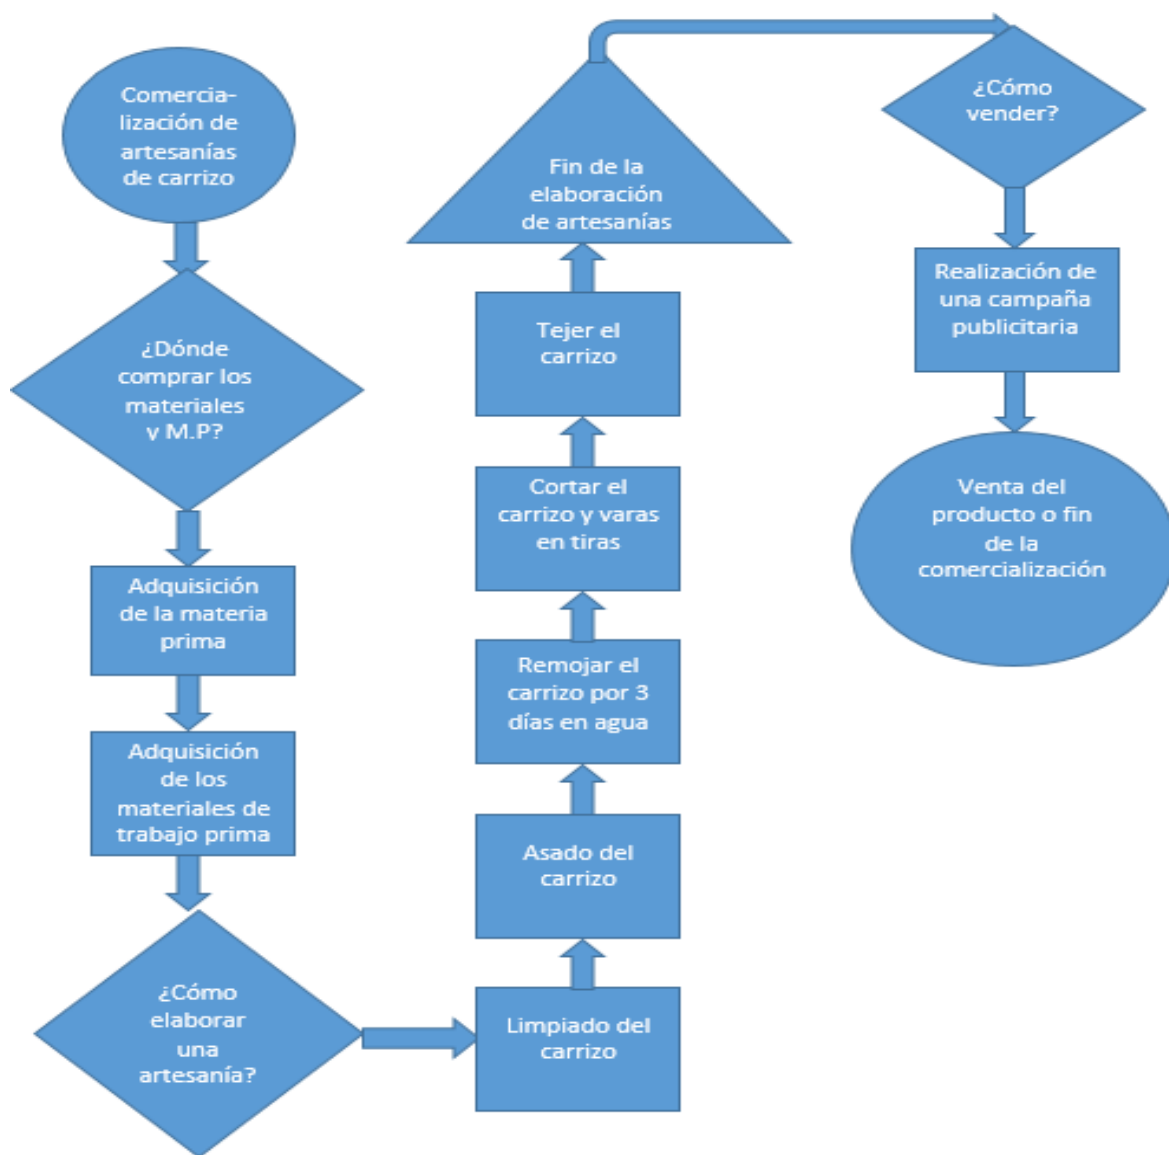 Comercia-
lización de
artesanías
de carrizo
¿Dónde
comprar los
materiales
y M.P?
Adquisición
de la materia
prima
Adquisición
de los
materiales de
trabajo prima
¿Cómo
elaborar
una
artesanía?
Limpiado del
carrizo
Asado del
carrizo
Remojar el
carrizo por 3
días en agua
Cortar el
carrizo y varas
en tiras
Tejer el
carrizo
Fin de la
elaboración
de artesanías
¿Cómo
vender?
Realización de
una campaña
publicitaria
Venta del
producto o fin
de la
comercialización